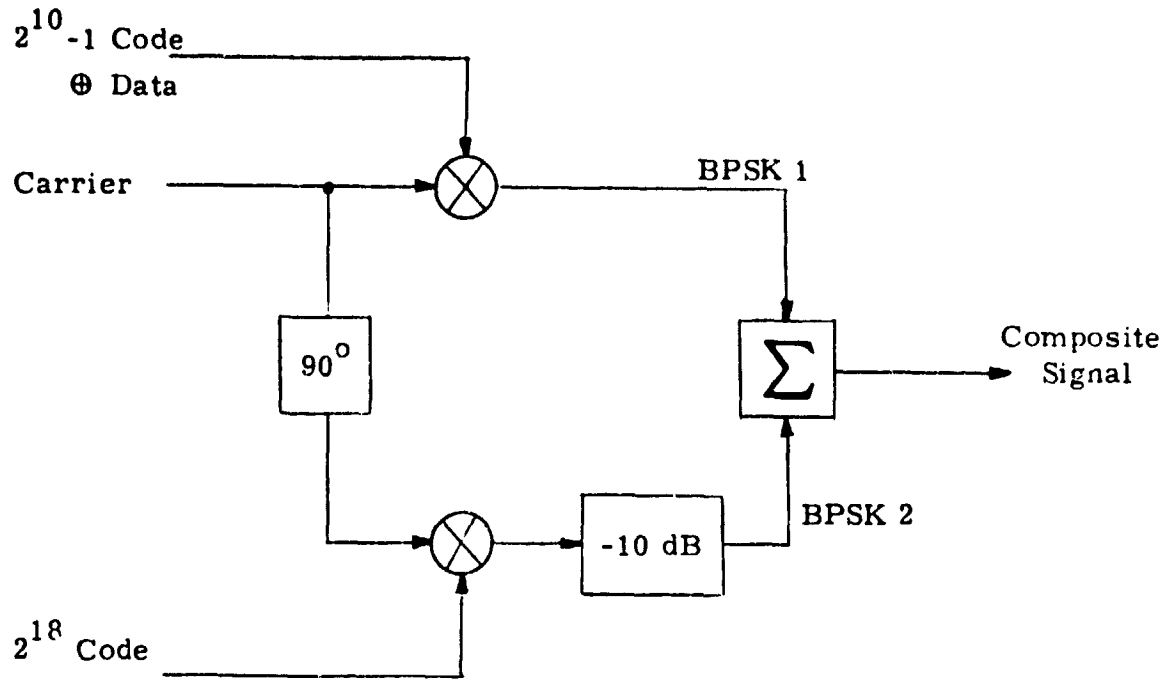 2^10 -1 Code
⊕ Data
Carrier
BPSK 1
90°
Σ
Composite
Signal
-10 dB
BPSK 2
2^18 Code